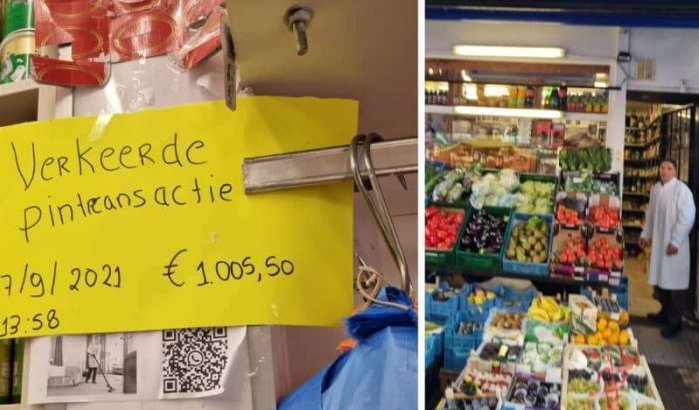 Verkeerde
pintransactie
7/9/2021 € 1.005,50
13:58